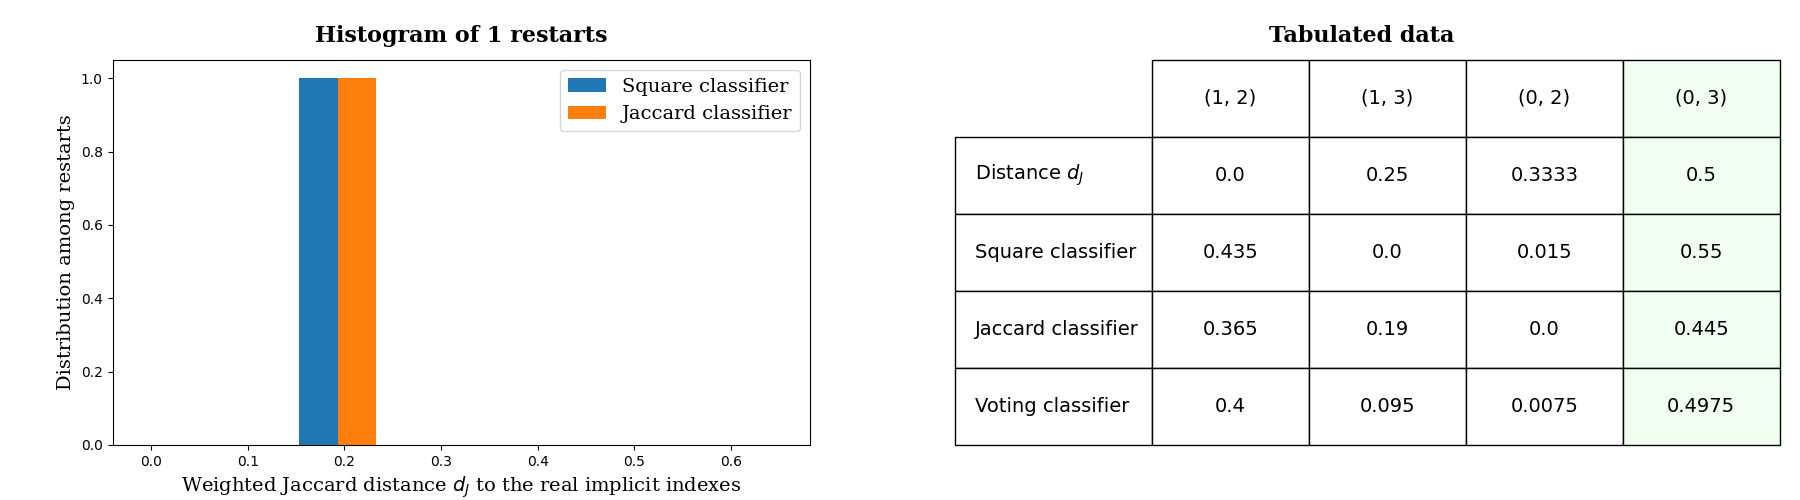 Histogram of 1 restarts
Distribution among restarts
1.0
0.8
0.6
0.4
0.2
0.0
Square classifier
Jaccard classifier
0.0 0.1 0.2 0.3 0.4 0.5 0.6
Weighted Jaccard distance d_J to the real implicit indexes
Tabulated data
(1, 2) (1, 3) (0, 2) (0, 3)
Distance d_J 0.0 0.25 0.3333 0.5
Square classifier 0.435 0.0 0.015 0.55
Jaccard classifier 0.365 0.19 0.0 0.445
Voting classifier 0.4 0.095 0.0075 0.4975